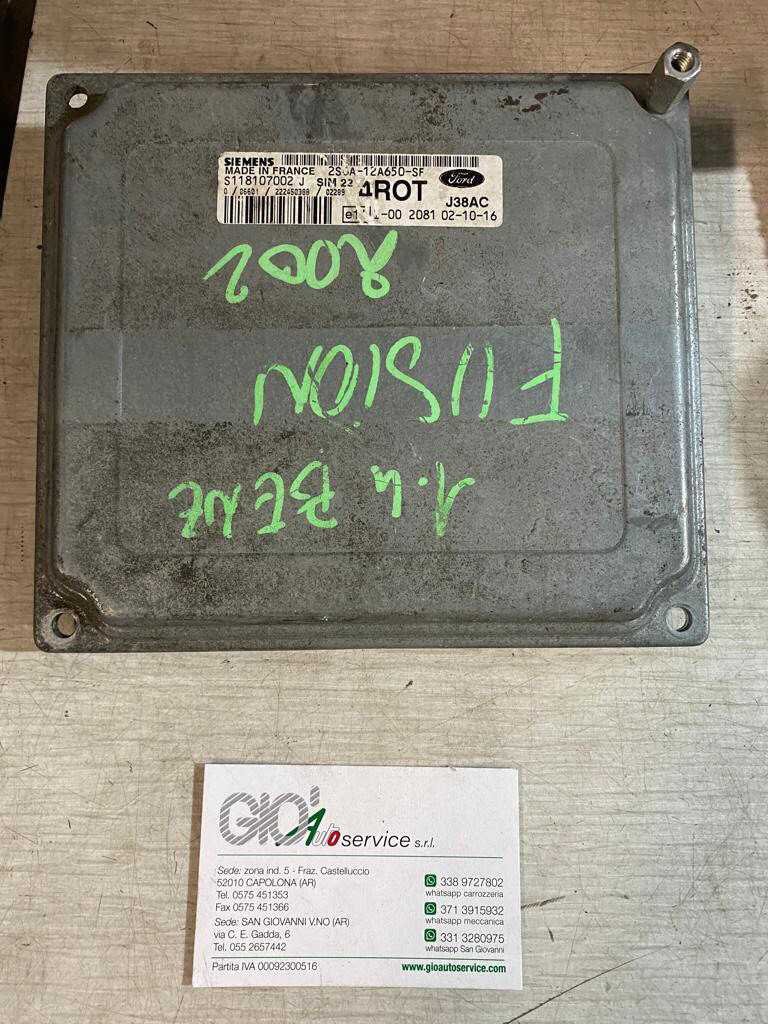 SIEMENS
MADE IN FRANCE
S118107002 J SIM 22
-12A650-SF
4ROT
Ford
J38AC
-00 2081 02-10-16
2002
FUSION
1.4 BENZ
GIO' Autoservice s.r.l.
Sede: zona ind. 5 - Fraz. Castelluccio
52010 CAPOLONA (AR)
Tel. 0575 451353
Fax 0575 451366
Sede: SAN GIOVANNI V.NO (AR)
via C. E. Gadda, 6
Tel. 055 2657442
Partita IVA 00092300516
338 9727802
whatsapp carrozzeria
371 3915932
whatsapp meccanica
331 3280975
whatsapp San Giovanni
www.gioautoservice.com